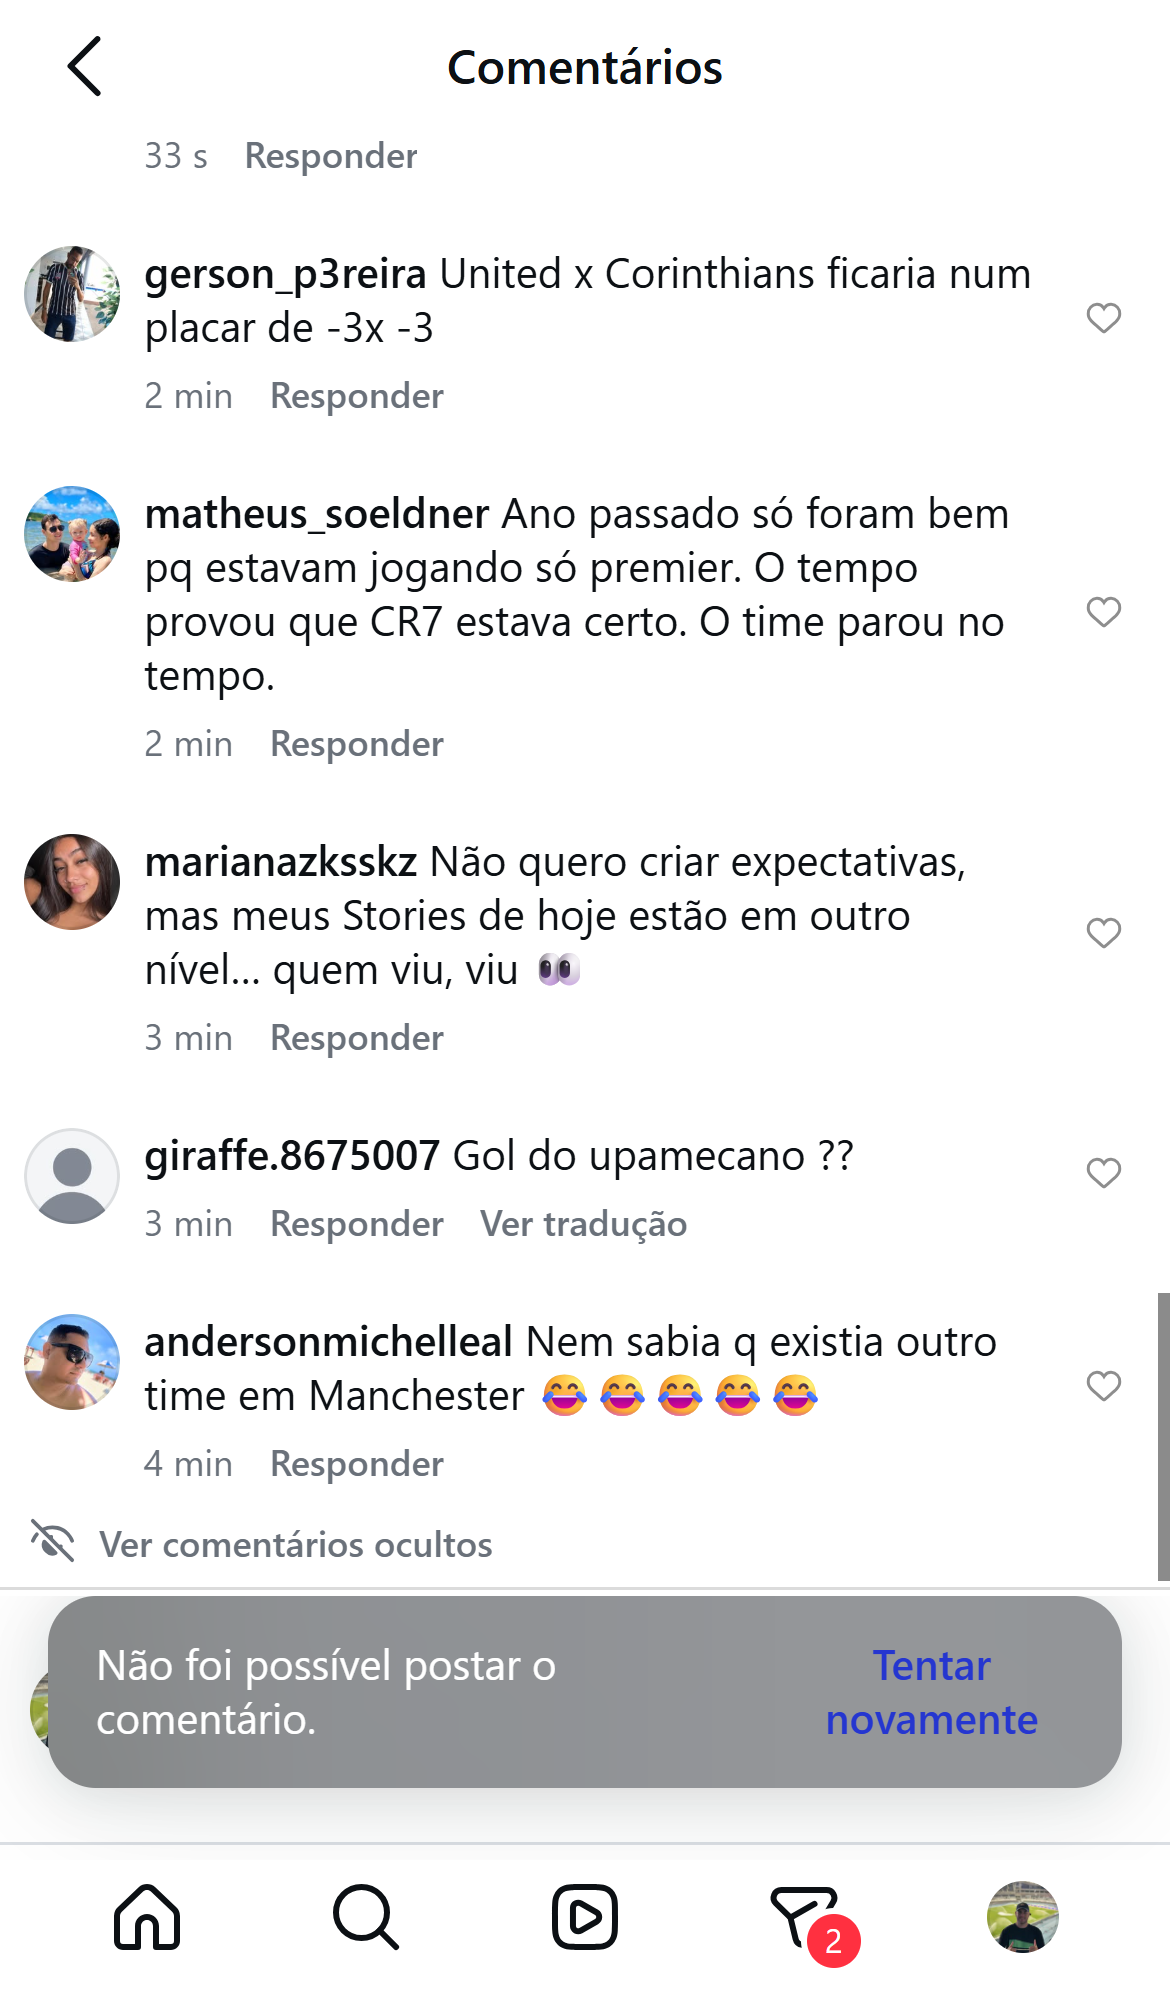 Comentários
33 s Responder
gerson_p3reira United x Corinthians ficaria num
placar de -3x -3
2 min Responder
matheus_soeldner Ano passado só foram bem
pq estavam jogando só premier. O tempo
provou que CR7 estava certo. O time parou no
tempo.
2 min Responder
marianazksskz Não quero criar expectativas,
mas meus Stories de hoje estão em outro
nível... quem viu, viu 👀
3 min Responder
giraffe.8675007 Gol do upamecano ??
3 min Responder Ver tradução
andersonmichelleal Nem sabia q existia outro
time em Manchester 😂😂😂😂😂
4 min Responder
Ver comentários ocultos
Não foi possível postar o
comentário.
Tentar
novamente
2